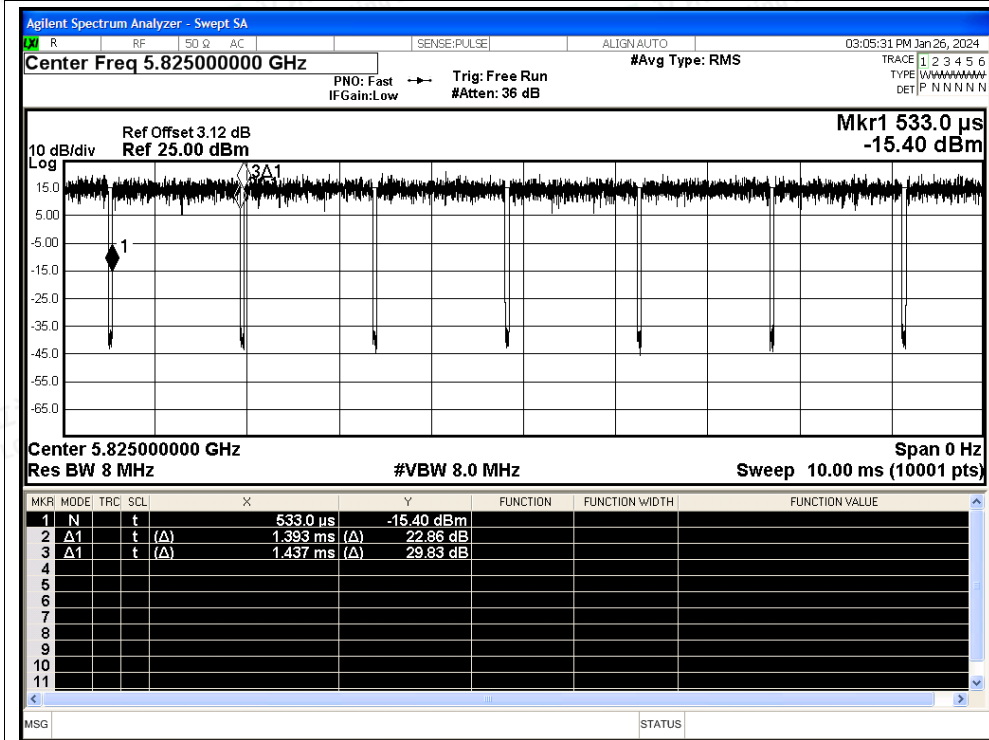 Agilent Spectrum Analyzer - Swept SA
LXI R RF 50 Ω AC SENSE:PULSE ALIGN AUTO 03:05:31 PM Jan 26, 2024
Center Freq 5.825000000 GHz #Avg Type: RMS TRACE 1 2 3 4 5 6
PNO: Fast Trig: Free Run TYPE WWWWWW
IFGain:Low #Atten: 36 dB DET P N N N N N
Mkr1 533.0 µs
Ref Offset 3.12 dB
10 dB/div Ref 25.00 dBm -15.40 dBm
Log
3Δ1
15.0
5.00
-5.00
1
-15.0
-25.0
-35.0
-45.0
-55.0
-65.0
Center 5.825000000 GHz Span 0 Hz
Res BW 8 MHz #VBW 8.0 MHz Sweep 10.00 ms (10001 pts)
MKR MODE TRC SCL X Y FUNCTION FUNCTION WIDTH FUNCTION VALUE
1 N t 533.0 µs -15.40 dBm
2 Δ1 t (Δ) 1.393 ms (Δ) 22.86 dB
3 Δ1 t (Δ) 1.437 ms (Δ) 29.83 dB
4
5
6
7
8
9
10
11
MSG STATUS